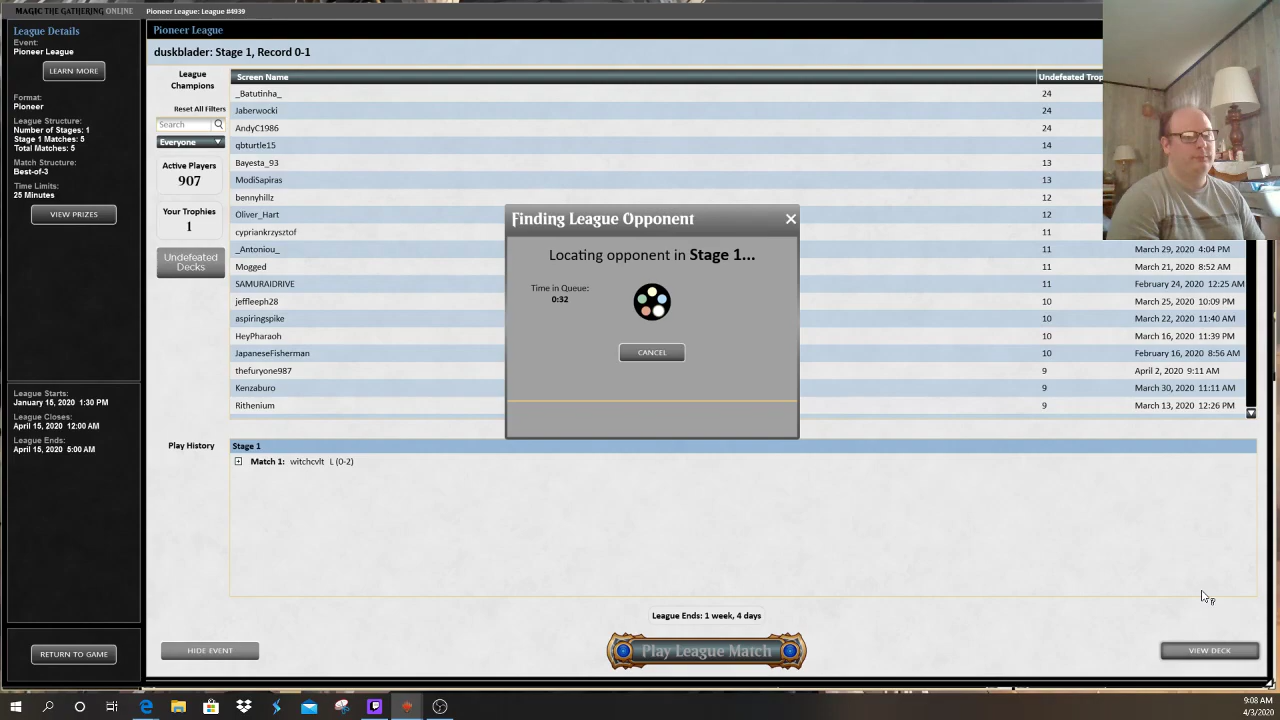 MAGIC THE GATHERING ONLINE
Pioneer League: League #4939
League Details
Event:
Pioneer League
LEARN MORE
Format:
Pioneer
League Structure:
Number of Stages: 1
Stage 1 Matches: 5
Total Matches: 5
Match Structure:
Best-of-3
Time Limits:
25 Minutes
VIEW PRIZES
League Starts:
January 15, 2020 1:30 PM
League Closes:
April 15, 2020 12:00 AM
League Ends:
April 15, 2020 5:00 AM
RETURN TO GAME
Pioneer League
duskblader: Stage 1, Record 0-1
League
Champions
Reset All Filters
Search
Everyone
Active Players
907
Your Trophies
1
Undefeated
Decks
Screen Name Undefeated Trop
_Batutinha_ 24
Jaberwocki 24
AndyC1986 24
qbturtle15 14
Bayesta_93 13
ModiSapiras 13
bennyhillz 12
Oliver_Hart 12
cypriankrzysztof 11
_Antoniou_ 11 March 29, 2020 4:04 PM
Mogged 11 March 21, 2020 8:52 AM
SAMURAIDRIVE 11 February 24, 2020 12:25 AM
jeffleeph28 10 March 25, 2020 10:09 PM
aspiringspike 10 March 22, 2020 11:40 AM
HeyPharaoh 10 March 16, 2020 11:39 PM
JapaneseFisherman 10 February 16, 2020 8:56 AM
thefuryone987 9 April 2, 2020 9:11 AM
Kenzaburo 9 March 30, 2020 11:11 AM
Rithenium 9 March 13, 2020 12:26 PM
Finding League Opponent
Locating opponent in Stage 1...
Time in Queue:
0:32
CANCEL
Play History
Stage 1
Match 1: witchcvlt L (0-2)
League Ends: 1 week, 4 days
HIDE EVENT
Play League Match
VIEW DECK
9:08 AM
4/3/2020